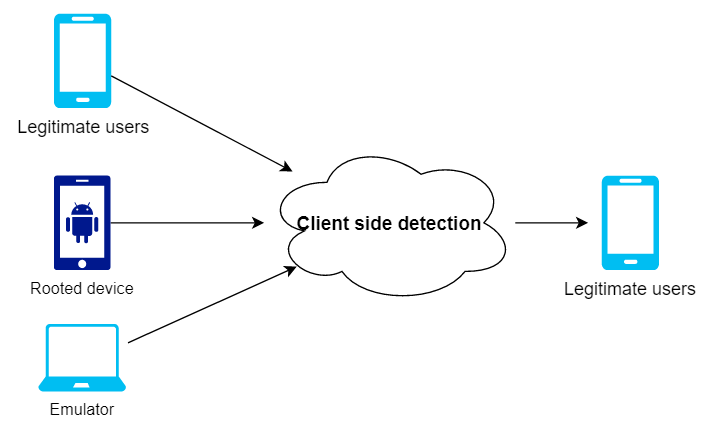 Legitimate users
Client side detection
Rooted device
Legitimate users
Emulator